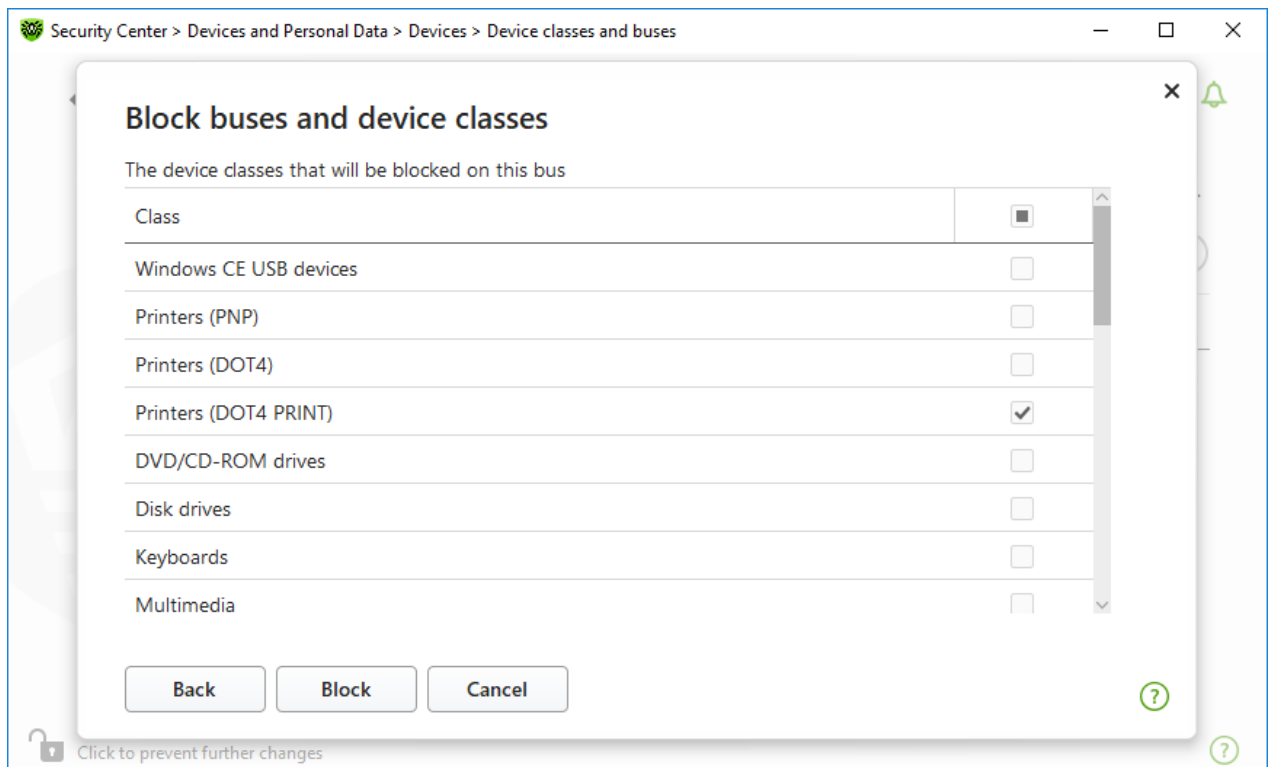 Security Center > Devices and Personal Data > Devices > Device classes and buses
Block buses and device classes
The device classes that will be blocked on this bus
Class
Windows CE USB devices
Printers (PNP)
Printers (DOT4)
Printers (DOT4 PRINT)
DVD/CD-ROM drives
Disk drives
Keyboards
Multimedia
Back Block Cancel
?
Click to prevent further changes
?